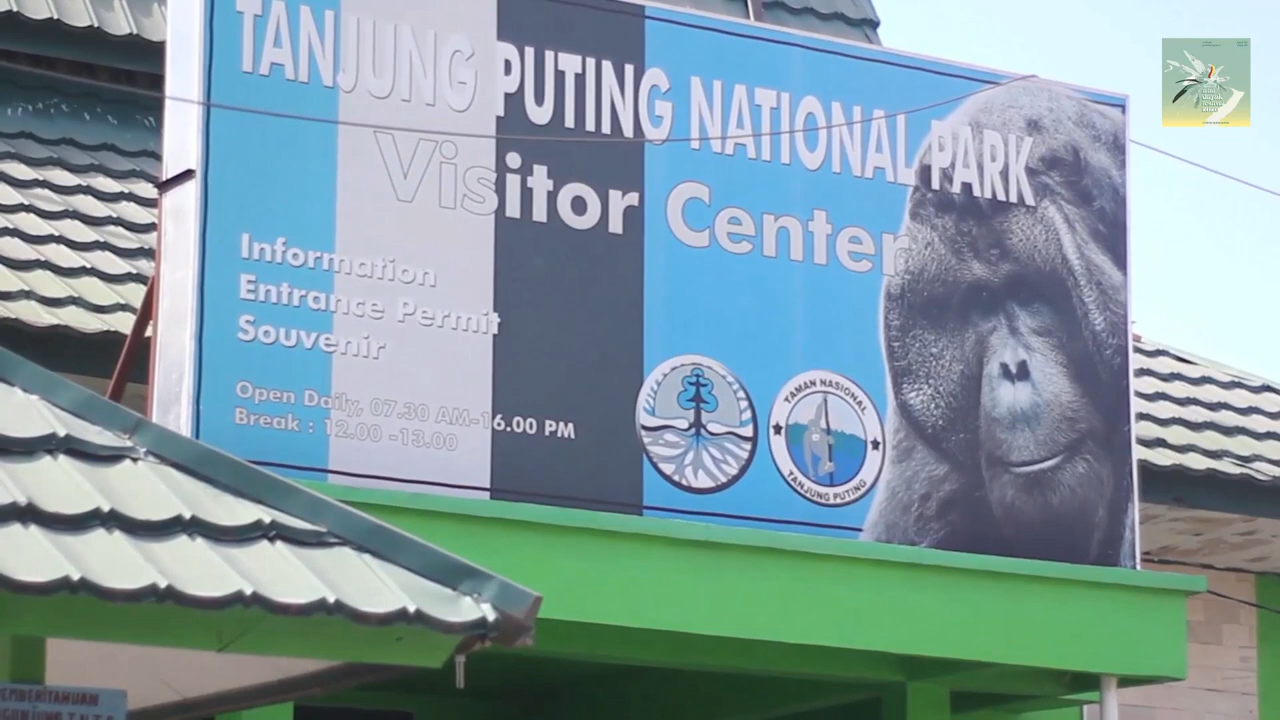 TANJUNG PUTING NATIONAL PARK
Visitor Center
Information
Entrance Permit
Souvenir
Open Daily, 07.30 AM-16.00 PM
Break : 12.00 -13.00
TAMAN NASIONAL
TANJUNG PUTING